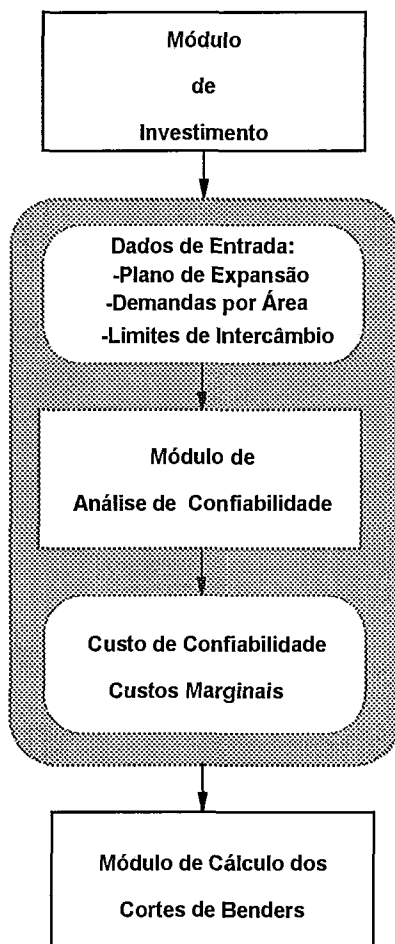 Módulo
de
Investimento
Dados de Entrada:
-Plano de Expansão
-Demandas por Área
-Limites de Intercâmbio
Módulo de
Análise de Confiabilidade
Custo de Confiabilidade
Custos Marginais
Módulo de Cálculo dos
Cortes de Benders